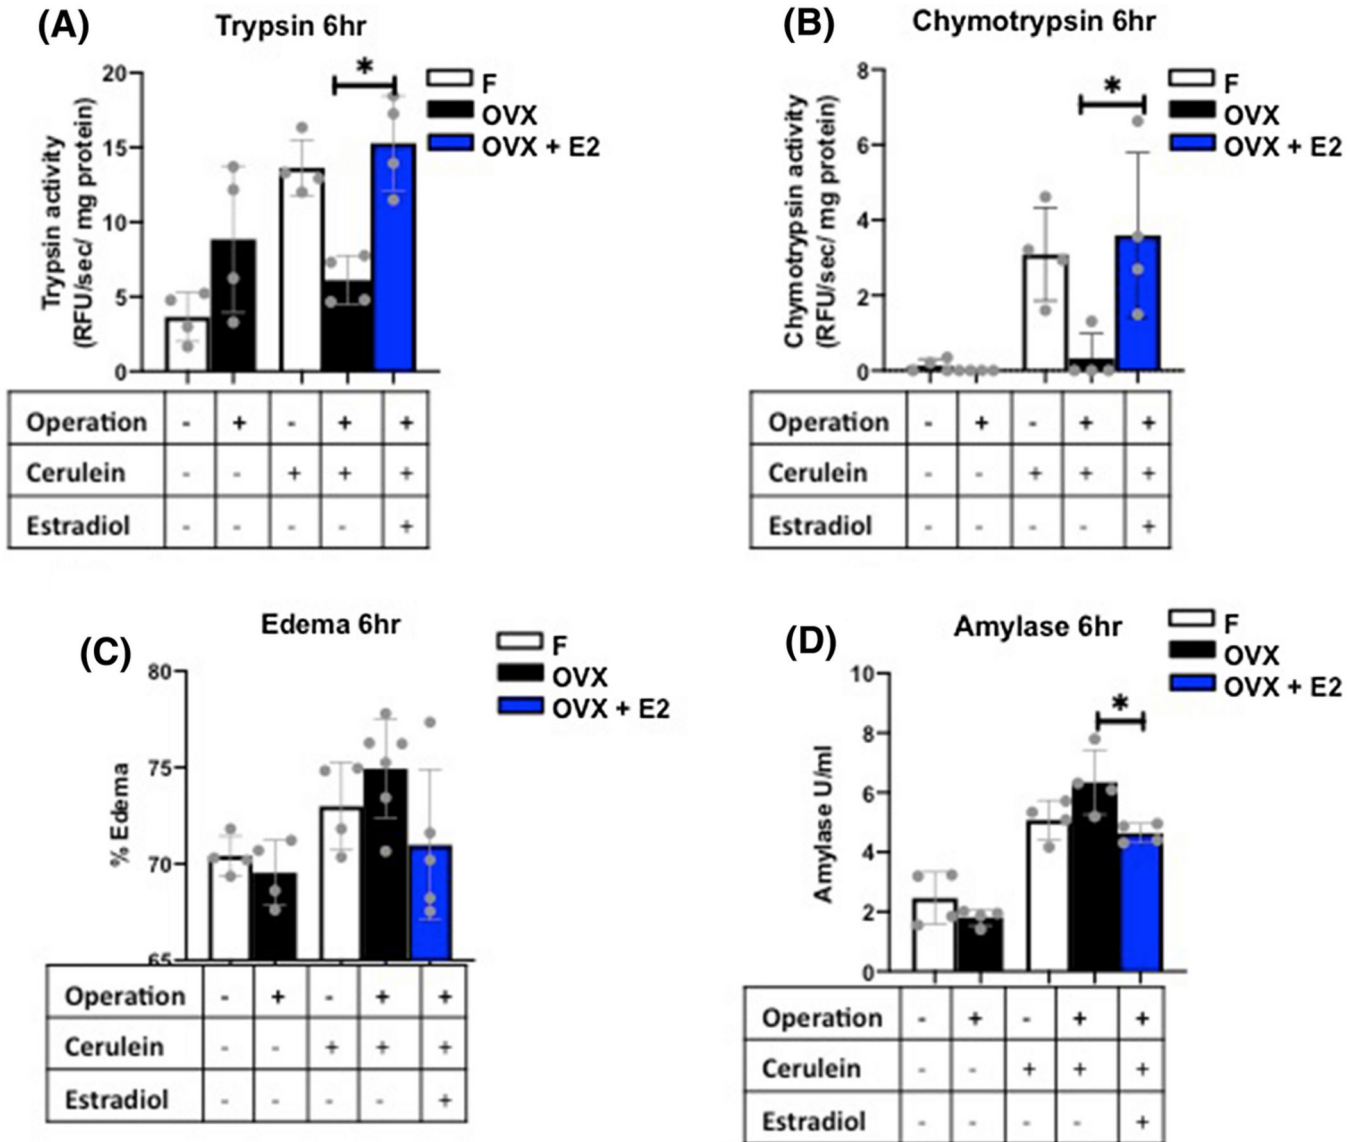 (A)
Trypsin 6hr
*
F
OVX
OVX + E2
Trypsin activity
(RFU/sec/ mg protein)
20
15
10
5
0
Operation - + - + +
Cerulein - - + + +
Estradiol - - - - +
(B)
Chymotrypsin 6hr
*
F
OVX
OVX + E2
Chymotrypsin activity
(RFU/sec/ mg protein)
8
6
4
2
0
Operation - + - + +
Cerulein - - + + +
Estradiol - - - - +
(C)
Edema 6hr
F
OVX
OVX + E2
% Edema
80
75
70
65
Operation - + - + +
Cerulein - - + + +
Estradiol - - - - +
(D)
Amylase 6hr
*
F
OVX
OVX + E2
Amylase U/ml
10
8
6
4
2
0
Operation - + - + +
Cerulein - - + + +
Estradiol - - - - +